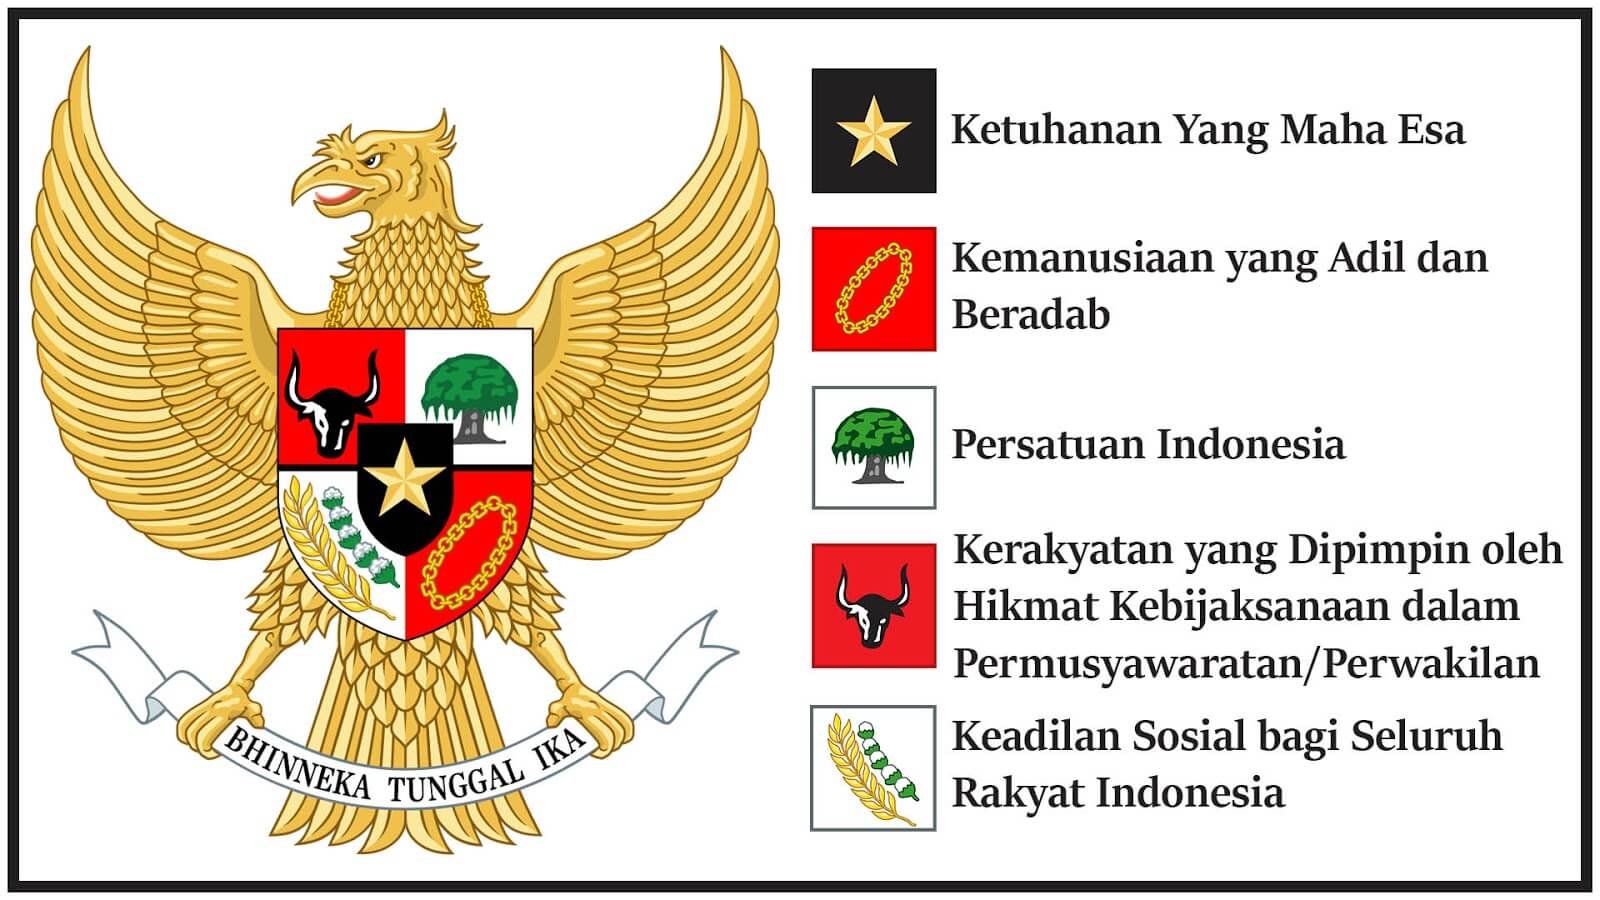 BHINNEKA TUNGGAL IKA
Ketuhanan Yang Maha Esa
Kemanusiaan yang Adil dan
Beradab
Persatuan Indonesia
Kerakyatan yang Dipimpin oleh
Hikmat Kebijaksanaan dalam
Permusyawaratan/Perwakilan
Keadilan Sosial bagi Seluruh
Rakyat Indonesia